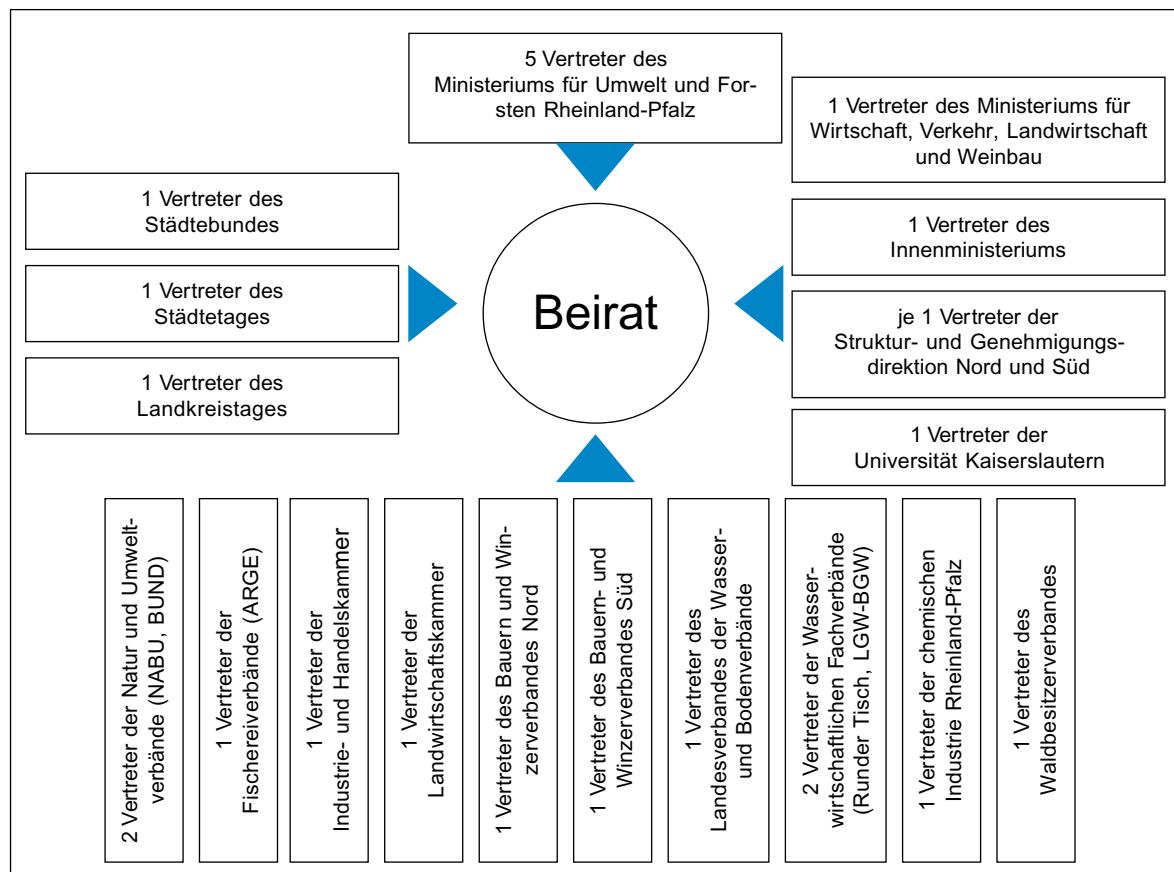 5 Vertreter des
Ministeriums für Umwelt und For-
sten Rheinland-Pfalz
1 Vertreter des Ministeriums für
Wirtschaft, Verkehr, Landwirtschaft
und Weinbau
1 Vertreter des
Städtebundes
1 Vertreter des
Innenministeriums
1 Vertreter des
Städtetages
Beirat
je 1 Vertreter der
Struktur- und Genehmigungs-
direktion Nord und Süd
1 Vertreter des
Landkreistages
1 Vertreter der
Universität Kaiserslautern
2 Vertreter der Natur und Umwelt-
verbände (NABU, BUND)
1 Vertreter der
Fischereiverbände (ARGE)
1 Vertreter der
Industrie- und Handelskammer
1 Vertreter der
Landwirtschaftskammer
1 Vertreter des Bauern und Win-
zerverbandes Nord
1 Vertreter des Bauern- und
Winzerverbandes Süd
1 Vertreter des
Landesverbandes der Wasser-
und Bodenverbände
2 Vertreter der Wasser-
wirtschaftlichen Fachverbände
(Runder Tisch, LGW-BGW)
1 Vertreter der chemischen
Industrie Rheinland-Pfalz
1 Vertreter des
Waldbesitzerverbandes